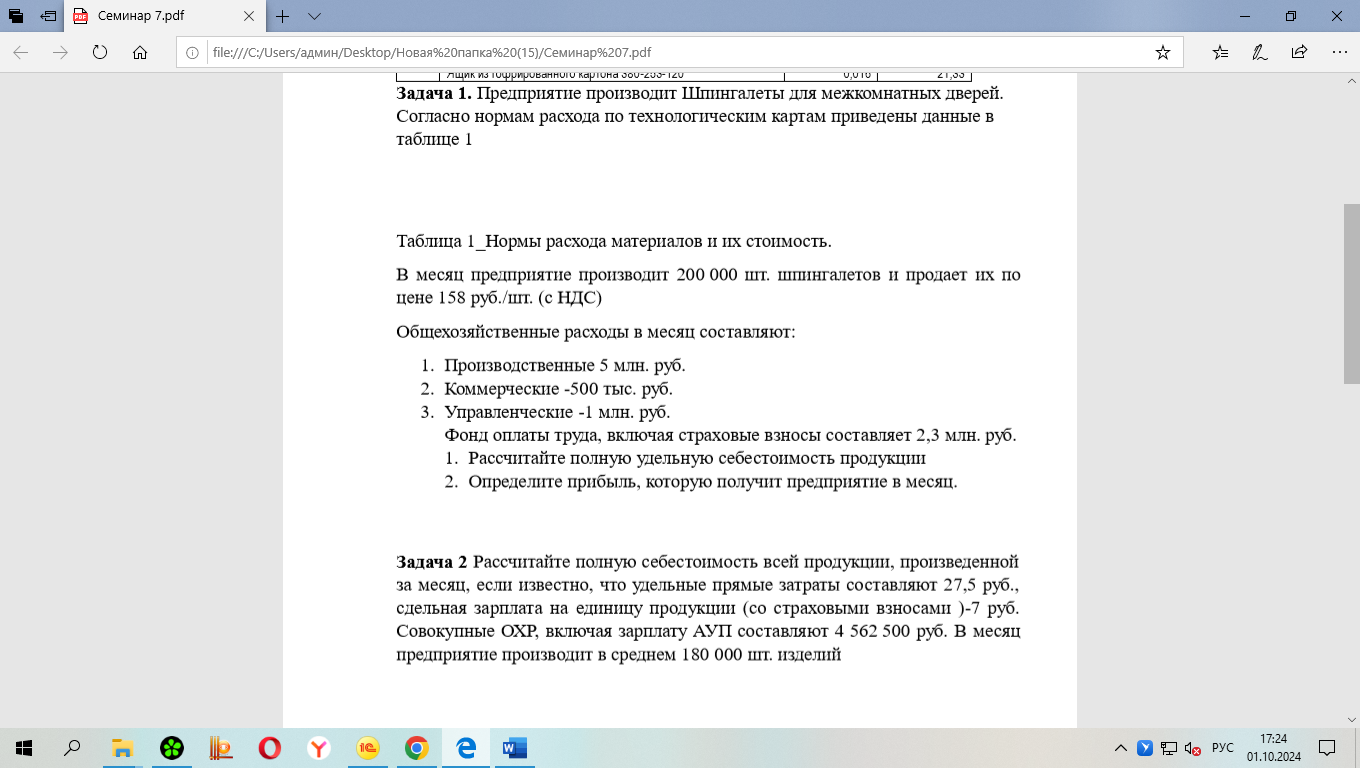 Семинар 7.pdf
file:///C:/Users/админ/Desktop/Новая%20папка%20(15)/Семинар%207.pdf
Ящик из гофрированного картона 380-253-120 0,016 21,33
Задача 1. Предприятие производит Шпингалеты для межкомнатных дверей.
Согласно нормам расхода по технологическим картам приведены данные в
таблице 1
Таблица 1_Нормы расхода материалов и их стоимость.
В месяц предприятие производит 200 000 шт. шпингалетов и продает их по
цене 158 руб./шт. (с НДС)
Общехозяйственные расходы в месяц составляют:
1. Производственные 5 млн. руб.
2. Коммерческие -500 тыс. руб.
3. Управленческие -1 млн. руб.
Фонд оплаты труда, включая страховые взносы составляет 2,3 млн. руб.
1. Рассчитайте полную удельную себестоимость продукции
2. Определите прибыль, которую получит предприятие в месяц.
Задача 2 Рассчитайте полную себестоимость всей продукции, произведенной
за месяц, если известно, что удельные прямые затраты составляют 27,5 руб.,
сдельная зарплата на единицу продукции (со страховыми взносами )-7 руб.
Совокупные ОХР, включая зарплату АУП составляют 4 562 500 руб. В месяц
предприятие производит в среднем 180 000 шт. изделий
РУС
17:24
01.10.2024